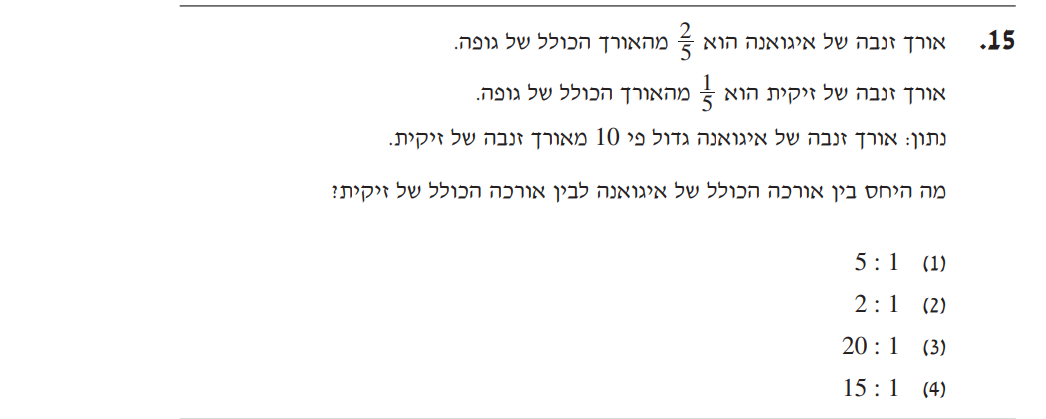 15. אורך זנבה של איגואנה הוא 2/5 מהאורך הכולל של גופה.
אורך זנבה של זיקית הוא 1/5 מהאורך הכולל של גופה.
נתון: אורך זנבה של איגואנה גדול פי 10 מאורך זנבה של זיקית.
מה היחס בין אורכה הכולל של איגואנה לבין אורכה הכולל של זיקית?
(1) 5 : 1
(2) 2 : 1
(3) 20 : 1
(4) 15 : 1